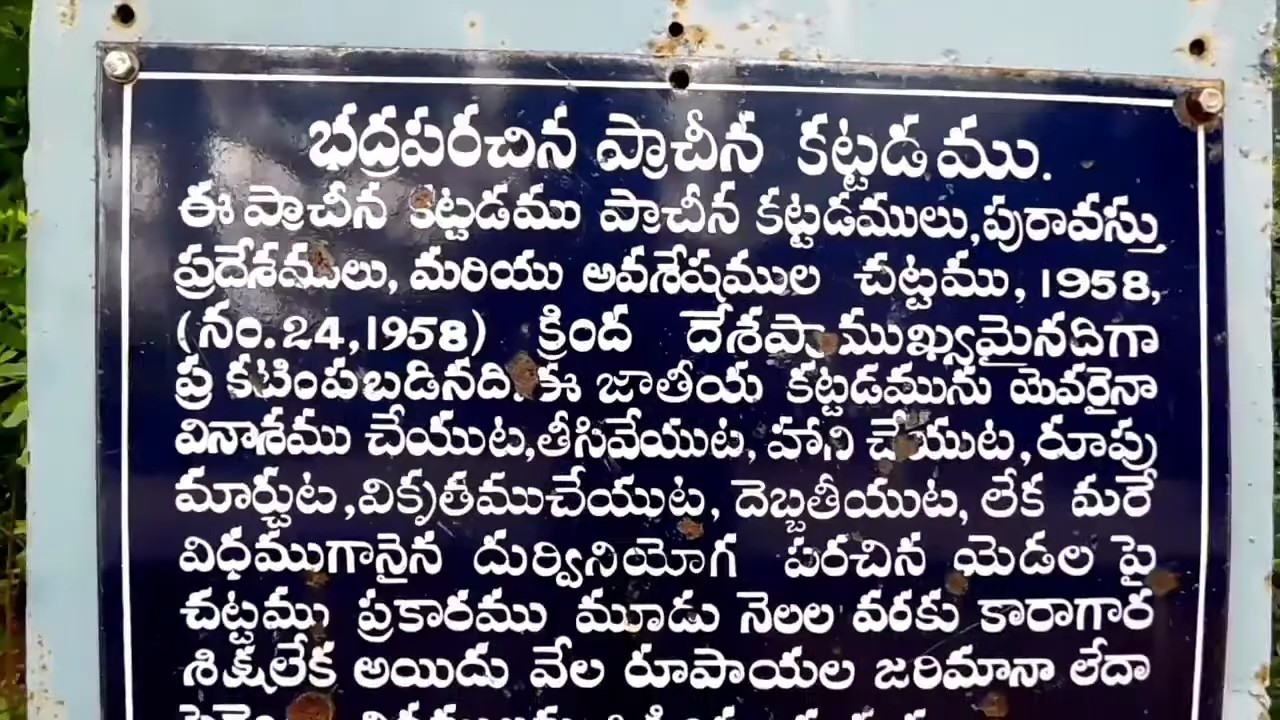 భద్రపరచిన ప్రాచీన కట్టడము.
ఈ ప్రాచీన కట్టడము ప్రాచీన కట్టడములు,పురావస్తు
ప్రదేశములు, మరియు అవశేషముల చట్టము, 1958,
(నం.24,1958) క్రింద దేశప్రాముఖ్యమైనదిగా
ప్రకటింపబడినది.ఈ జాతీయ కట్టడమును యెవరైనా
వినాశము చేయుట,తీసివేయుట, హాని చేయుట,రూపు
మార్చుట,వికృతముచేయుట, దెబ్బతీయుట, లేక మరే
విధముగానైన దుర్వినియోగ పరచిన యెడల పై
చట్టము ప్రకారము మూడు నెలల వరకు కారాగార
శిక్షలేక అయిదు వేల రూపాయల జరిమానా లేదా